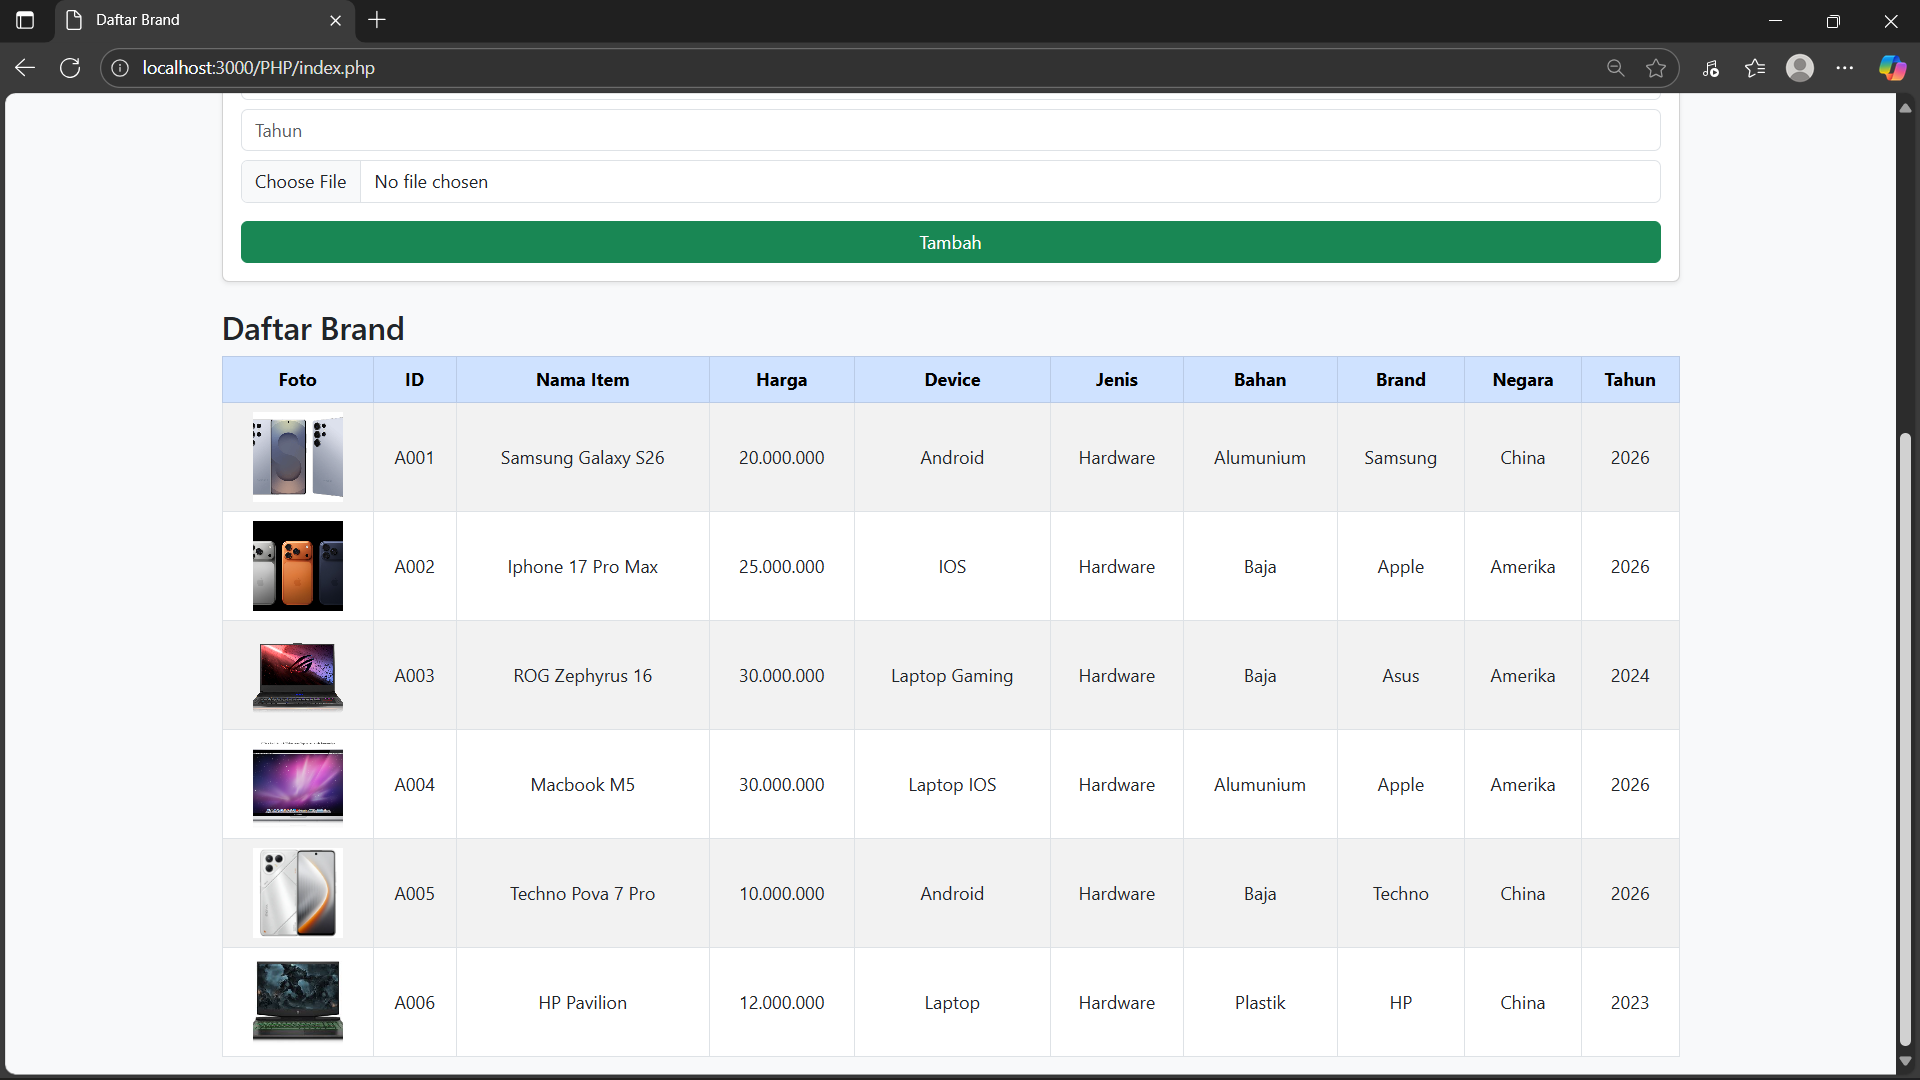 Daftar Brand
localhost:3000/PHP/index.php
Tahun
Choose File No file chosen
Tambah
Daftar Brand
Foto ID Nama Item Harga Device Jenis Bahan Brand Negara Tahun
A001 Samsung Galaxy S26 20.000.000 Android Hardware Alumunium Samsung China 2026
A002 Iphone 17 Pro Max 25.000.000 IOS Hardware Baja Apple Amerika 2026
A003 ROG Zephyrus 16 30.000.000 Laptop Gaming Hardware Baja Asus Amerika 2024
A004 Macbook M5 30.000.000 Laptop IOS Hardware Alumunium Apple Amerika 2026
A005 Techno Pova 7 Pro 10.000.000 Android Hardware Baja Techno China 2026
A006 HP Pavilion 12.000.000 Laptop Hardware Plastik HP China 2023